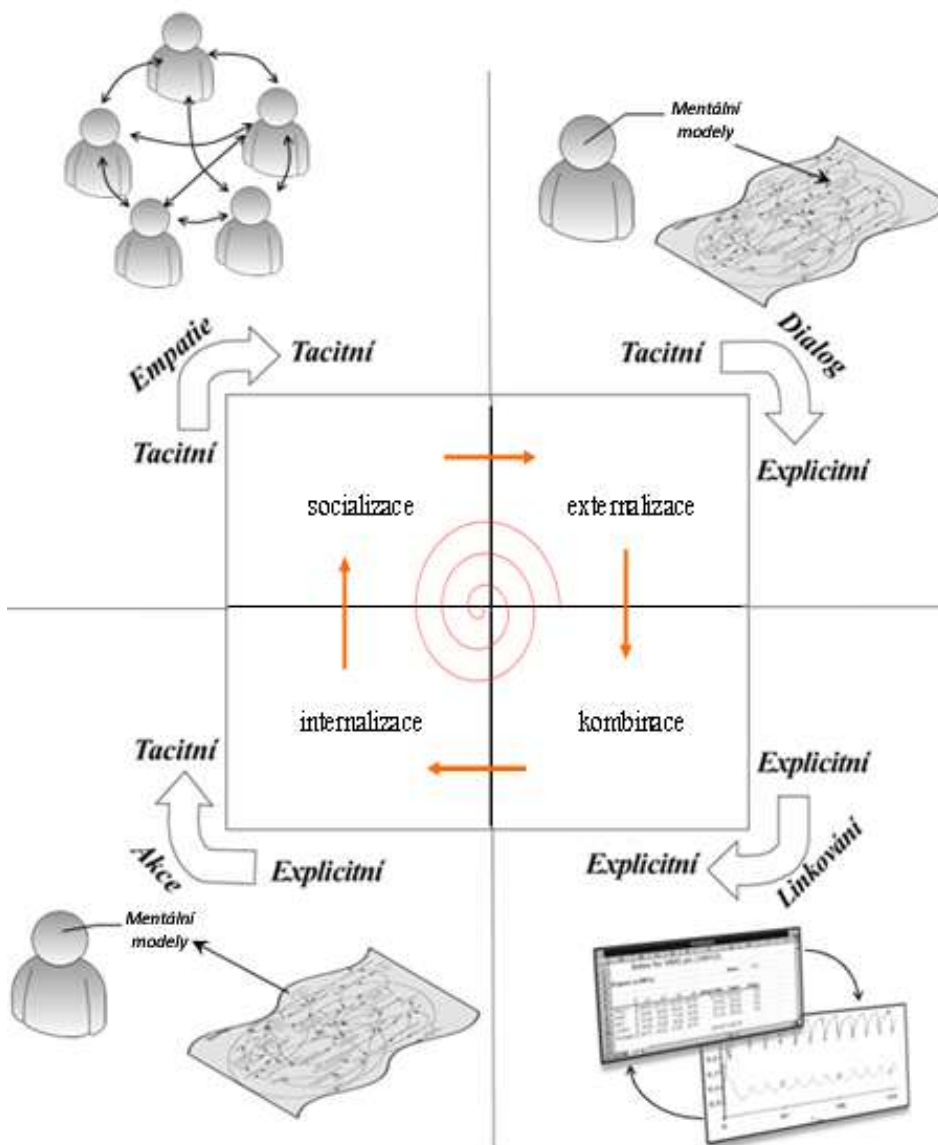 Mentální
modely
Empatie
Tacitní
Tacitní
Tacitní
Dialog
Explicitní
socializace
externalizace
internalizace
kombinace
Tacitní
Akce
Explicitní
Explicitní
Explicitní
Linkování
Mentální
modely